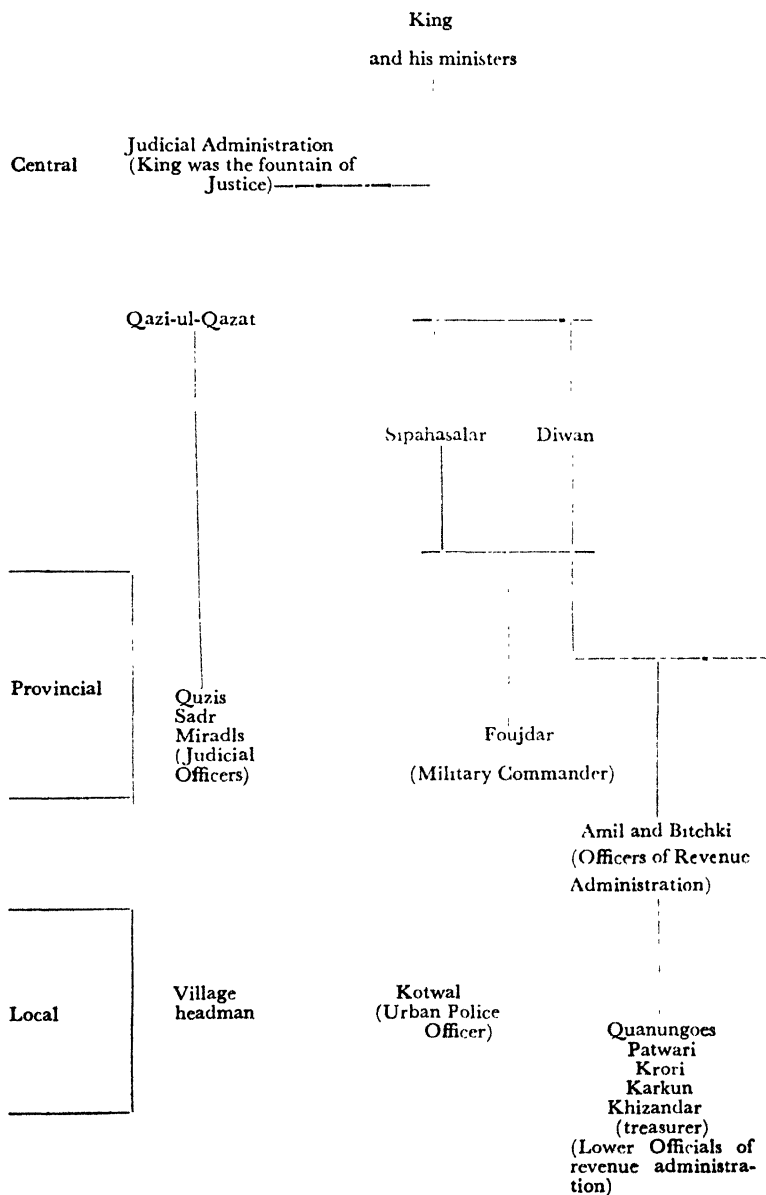 King
and his ministers
Central
Judicial Administration
(King was the fountain of
Justice)
Qazi-ul-Qazat
Sipahasalar Diwan
Provincial
Quzis
Sadr
Miradls
(Judicial
Officers)
Foujdar
(Military Commander)
Amil and Bitchki
(Officers of Revenue
Administration)
Local
Village
headman
Kotwal
(Urban Police
Officer)
Quanungoes
Patwari
Krori
Karkun
Khizandar
(treasurer)
(Lower Officials of
revenue administra-
tion)